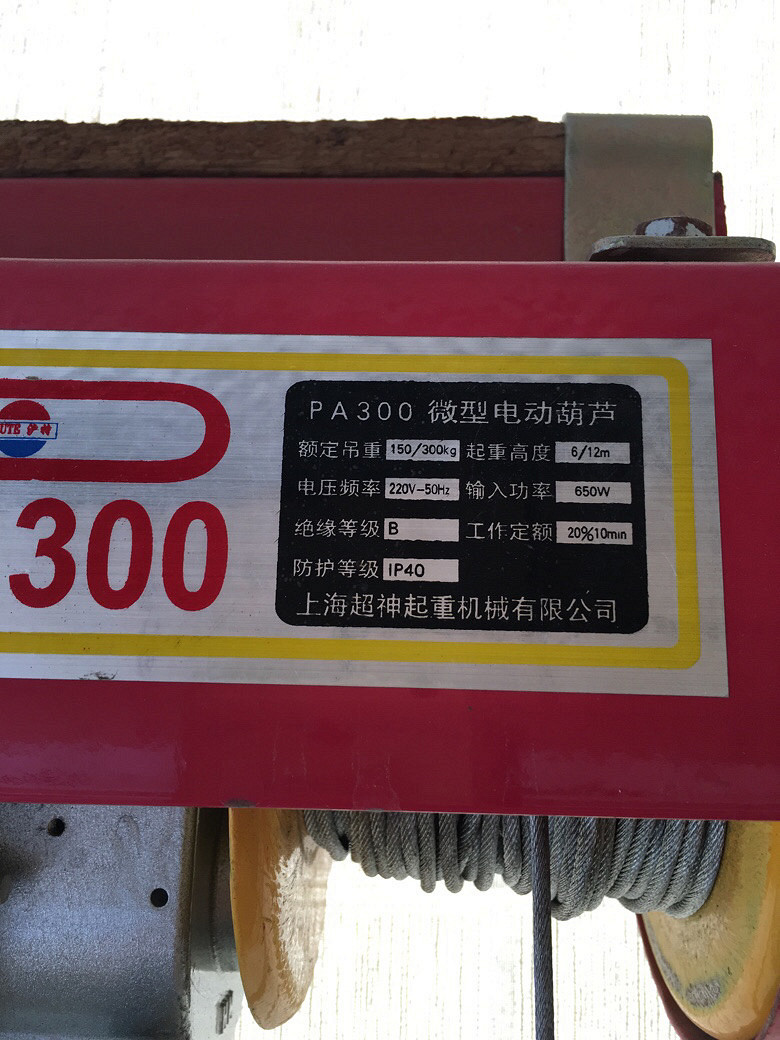 UTE 沪特
300
PA300 微型电动葫芦
额定吊重 150/300kg 起重高度 6/12m
电压频率 220V-50Hz 输入功率 650W
绝缘等级 B 工作定额 20%10min
防护等级 IP40
上海超神起重机械有限公司